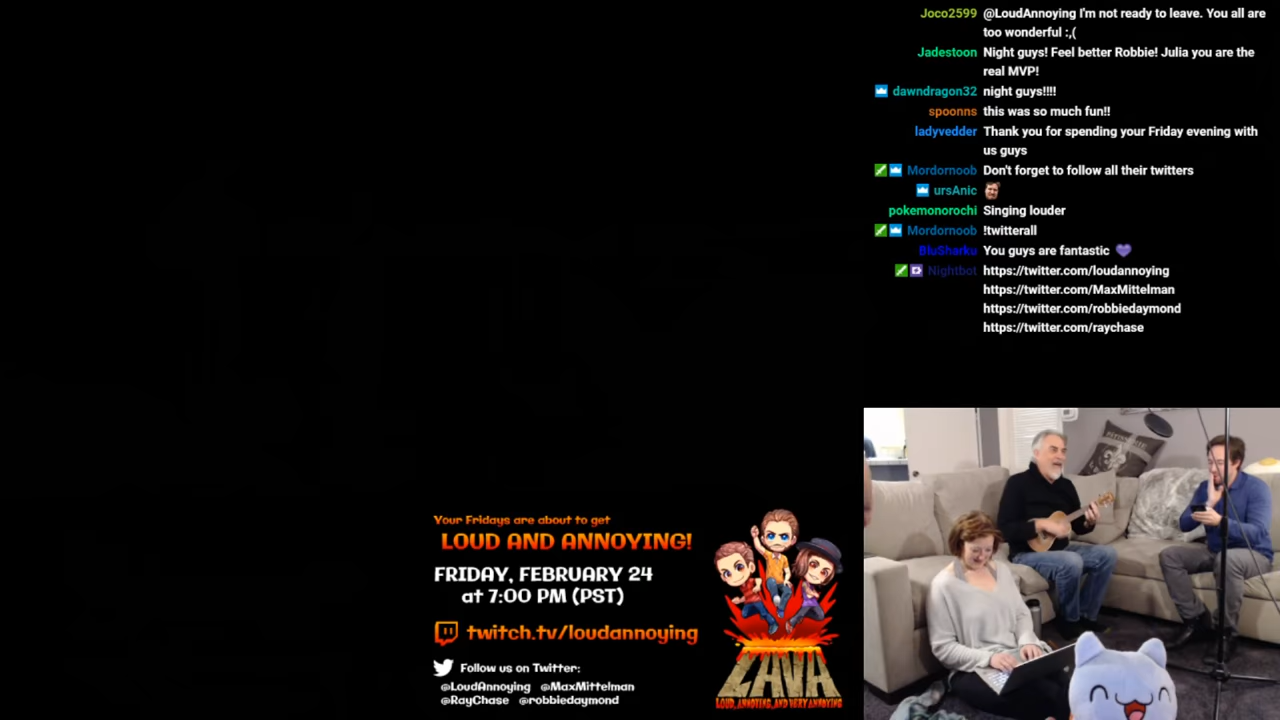 Joco2599 @LoudAnnoying I'm not ready to leave. You all are
too wonderful :,(
Jadestoon Night guys! Feel better Robbie! Julia you are the
real MVP!
dawndragon32 night guys!!!!
spoonns this was so much fun!!
ladyvedder Thank you for spending your Friday evening with
us guys
Mordornoob Don't forget to follow all their twitters
ursAnic
pokemonorochi Singing louder
Mordornoob !twitterall
BluSharku You guys are fantastic
Nightbot https://twitter.com/loudannoying
https://twitter.com/MaxMittelman
https://twitter.com/robbiedaymond
https://twitter.com/raychase
Your Fridays are about to get
LOUD AND ANNOYING!
FRIDAY, FEBRUARY 24
at 7:00 PM (PST)
twitch.tv/loudannoying
Follow us on Twitter:
@LoudAnnoying @MaxMittelman
@RayChase @robbiedaymond
LAVA
LOUD, ANNOYING, AND VERY ANNOYING